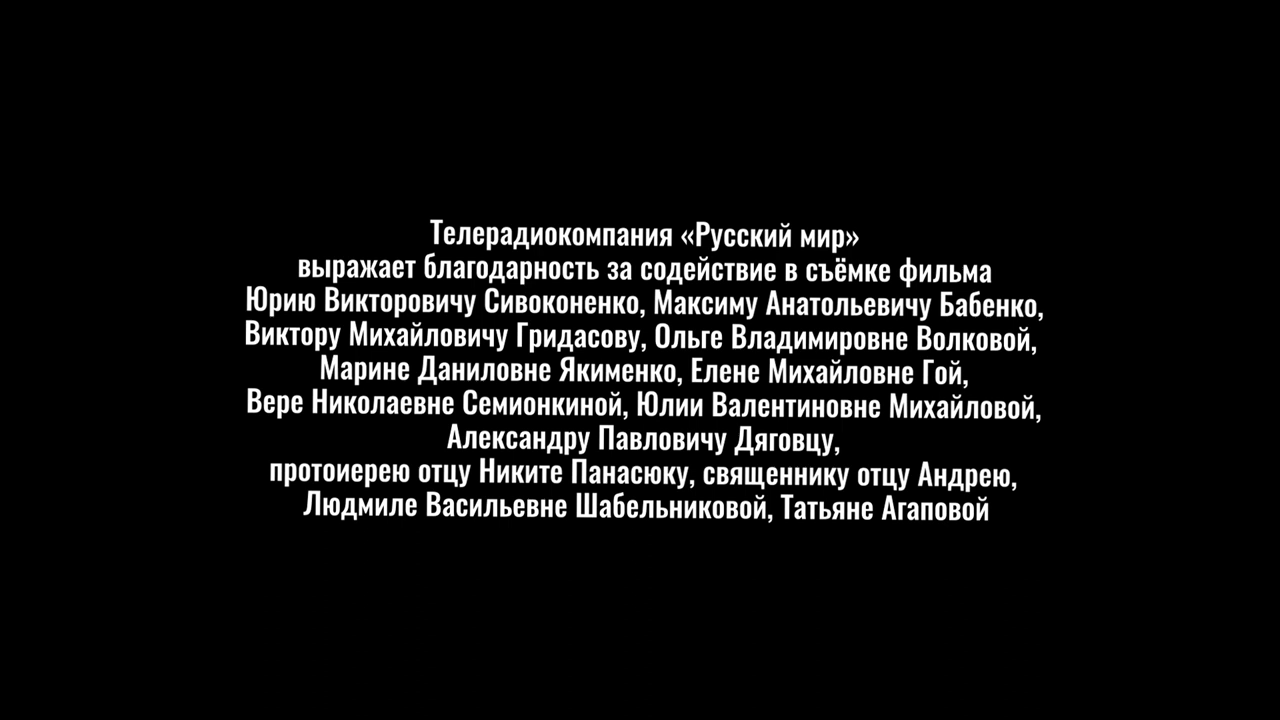 Телерадиокомпания «Русский мир»
выражает благодарность за содействие в съёмке фильма
Юрию Викторовичу Сивоконенко, Максиму Анатольевичу Бабенко,
Виктору Михайловичу Гридасову, Ольге Владимировне Волковой,
Марине Даниловне Якименко, Елене Михайловне Гой,
Вере Николаевне Семионкиной, Юлии Валентиновне Михайловой,
Александру Павловичу Дяговцу,
протоиерею отцу Никите Панасюку, священнику отцу Андрею,
Людмиле Васильевне Шабельниковой, Татьяне Агаповой